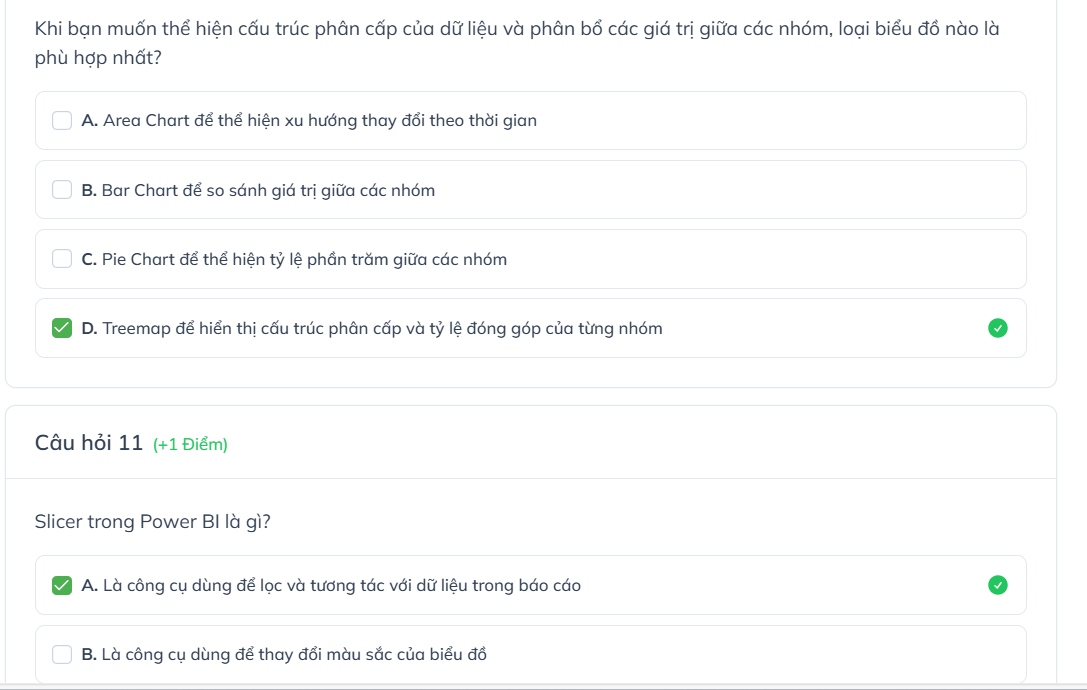 Khi bạn muốn thể hiện cấu trúc phân cấp của dữ liệu và phân bổ các giá trị giữa các nhóm, loại biểu đồ nào là
phù hợp nhất?
A. Area Chart để thể hiện xu hướng thay đổi theo thời gian
B. Bar Chart để so sánh giá trị giữa các nhóm
C. Pie Chart để thể hiện tỷ lệ phần trăm giữa các nhóm
D. Treemap để hiển thị cấu trúc phân cấp và tỷ lệ đóng góp của từng nhóm
Câu hỏi 11 (+1 Điểm)
Slicer trong Power BI là gì?
A. Là công cụ dùng để lọc và tương tác với dữ liệu trong báo cáo
B. Là công cụ dùng để thay đổi màu sắc của biểu đồ